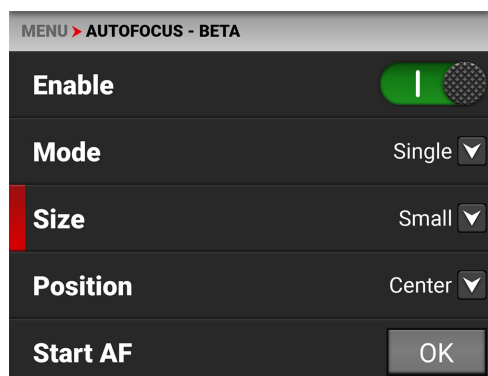 MENU > AUTOFOCUS - BETA
Enable
Mode Single
Size Small
Position Center
Start AF OK